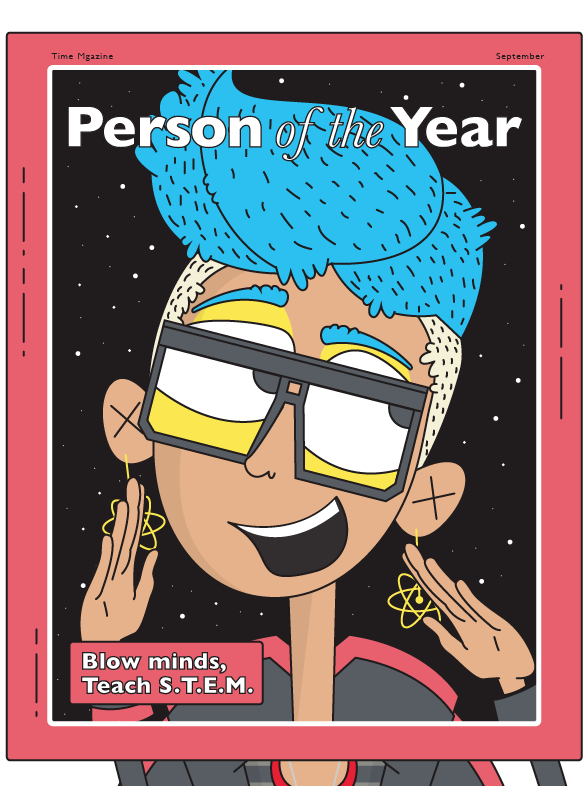 Time Mgazine
September
Person of the Year
Blow minds,
Teach S.T.E.M.